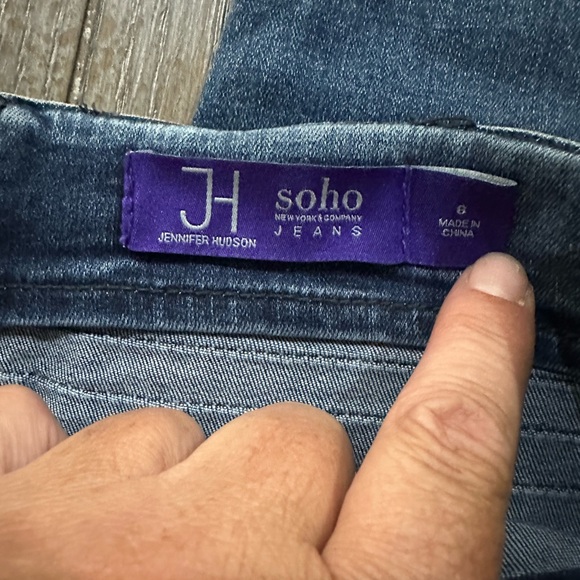 JH
JENNIFER HUDSON
soho
NEW YORK & COMPANY
JEANS
6
MADE IN
CHINA